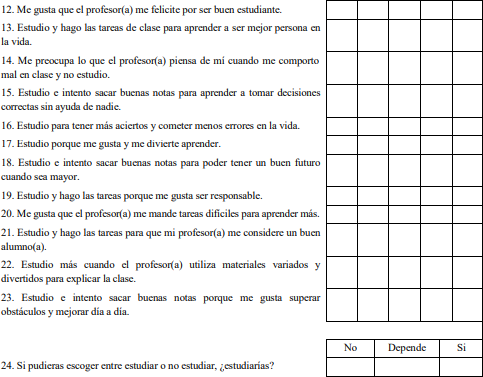 12. Me gusta que el profesor(a) me felicite por ser buen estudiante.
13. Estudio y hago las tareas de clase para aprender a ser mejor persona en
la vida.
14. Me preocupa lo que el profesor(a) piensa de mí cuando me comporto
mal en clase y no estudio.
15. Estudio e intento sacar buenas notas para aprender a tomar decisiones
correctas sin ayuda de nadie.
16. Estudio para tener más aciertos y cometer menos errores en la vida.
17. Estudio porque me gusta y me divierte aprender.
18. Estudio e intento sacar buenas notas para poder tener un buen futuro
cuando sea mayor.
19. Estudio y hago las tareas porque me gusta ser responsable.
20. Me gusta que el profesor(a) me mande tareas difíciles para aprender más.
21. Estudio y hago las tareas para que mi profesor(a) me considere un buen
alumno(a).
22. Estudio más cuando el profesor(a) utiliza materiales variados y
divertidos para explicar la clase.
23. Estudio e intento sacar buenas notas porque me gusta superar
obstáculos y mejorar día a día.
No Depende Si
24. Si pudieras escoger entre estudiar o no estudiar, ¿estudiarías?